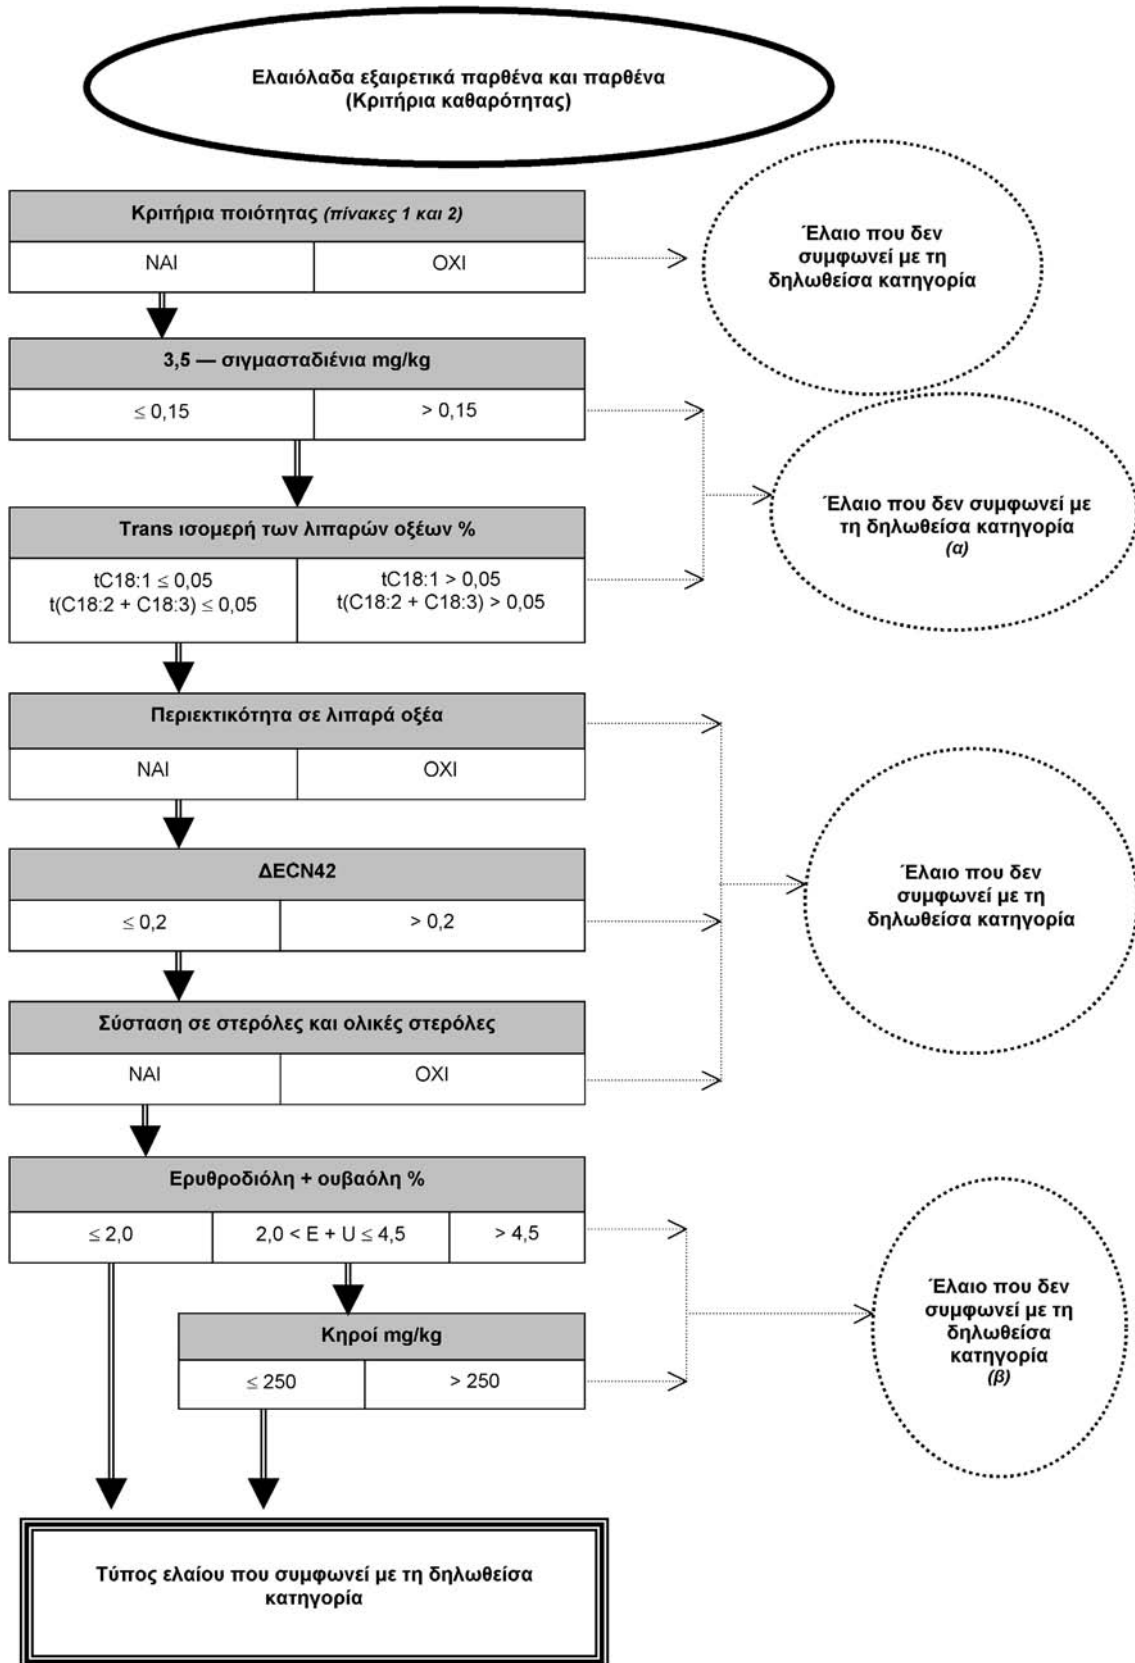 Ελαιόλαδα εξαιρετικά παρθένα και παρθένα
(Κριτήρια καθαρότητας)
Κριτήρια ποιότητας (πίνακες 1 και 2)
ΝΑΙ ΟΧΙ
Έλαιο που δεν
συμφωνεί με τη
δηλωθείσα κατηγορία
3,5 — σιγμασταδιένια mg/kg
≤ 0,15 > 0,15
Έλαιο που δεν συμφωνεί με
τη δηλωθείσα κατηγορία
(α)
Trans ισομερή των λιπαρών οξέων %
tC18:1 ≤ 0,05 tC18:1 > 0,05
t(C18:2 + C18:3) ≤ 0,05 t(C18:2 + C18:3) > 0,05
Περιεκτικότητα σε λιπαρά οξέα
ΝΑΙ ΟΧΙ
ΔECN42
≤ 0,2 > 0,2
Έλαιο που δεν
συμφωνεί με τη
δηλωθείσα κατηγορία
Σύσταση σε στερόλες και ολικές στερόλες
ΝΑΙ ΟΧΙ
Ερυθροδιόλη + ουβαόλη %
≤ 2,0 2,0 < E + U ≤ 4,5 > 4,5
Κηροί mg/kg
≤ 250 > 250
Έλαιο που δεν
συμφωνεί με τη
δηλωθείσα
κατηγορία
(β)
Τύπος ελαίου που συμφωνεί με τη δηλωθείσα
κατηγορία